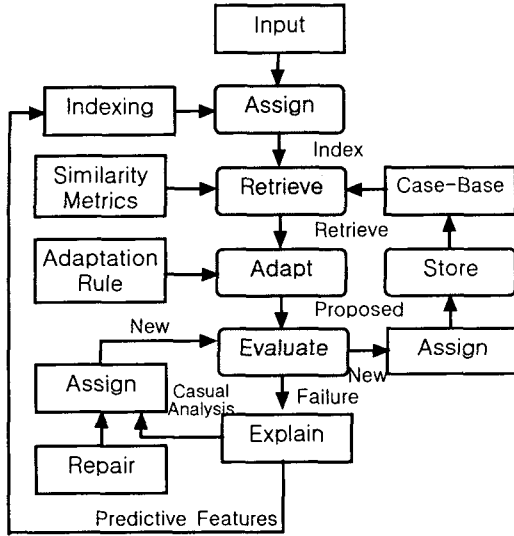 Input
Indexing
Assign
Index
Similarity
Metrics
Retrieve
Case-Base
Retrieve
Adaptation
Rule
Adapt
Store
Proposed
New
Evaluate
New
Assign
Assign
Casual
Analysis
Failure
Explain
Repair
Predictive Features